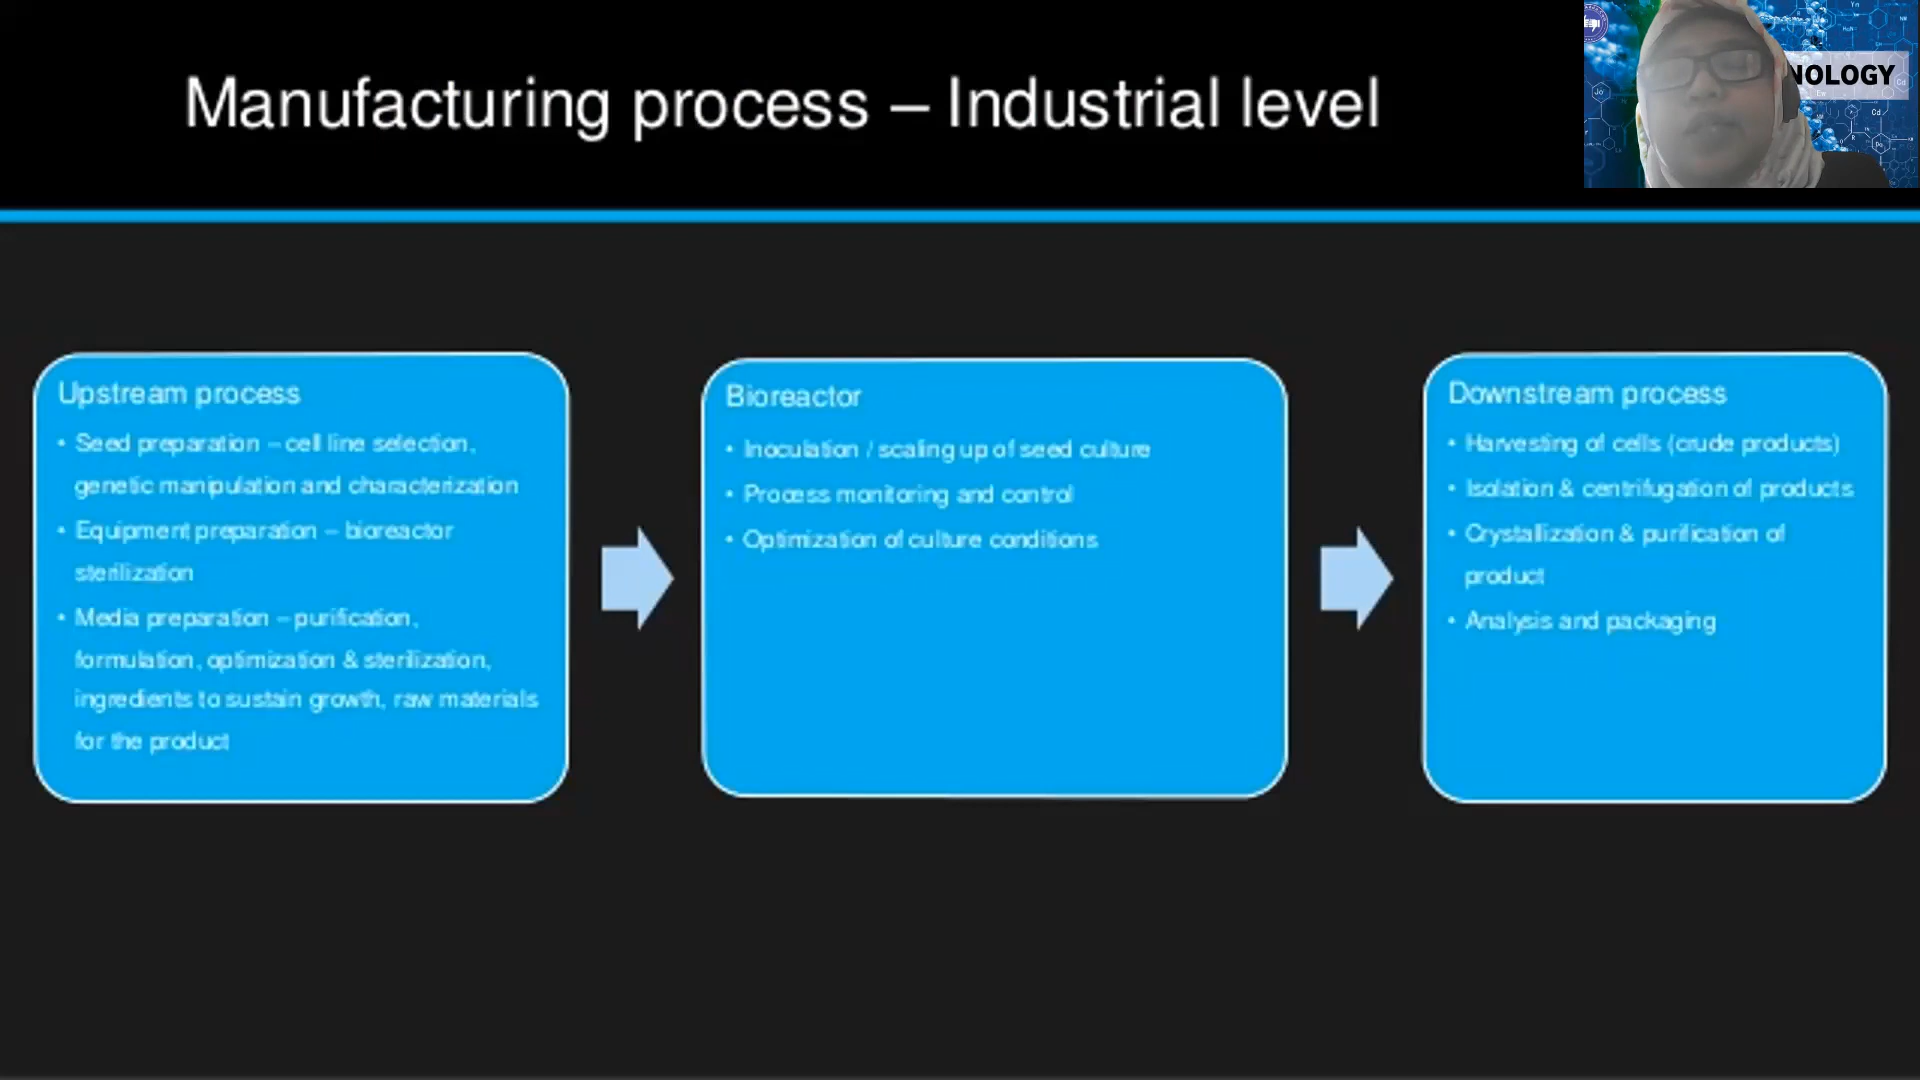 Manufacturing process – Industrial level
NOLOGY
Upstream process
• Seed preparation – cell line selection,
genetic manipulation and characterization
• Equipment preparation – bioreactor
sterilization
• Media preparation – purification,
formulation, optimization & sterilization,
ingredients to sustain growth, raw materials
for the product
Bioreactor
• Inoculation / scaling up of seed culture
• Process monitoring and control
• Optimization of culture conditions
Downstream process
• Harvesting of cells (crude products)
• Isolation & centrifugation of products
• Crystallization & purification of
product
• Analysis and packaging